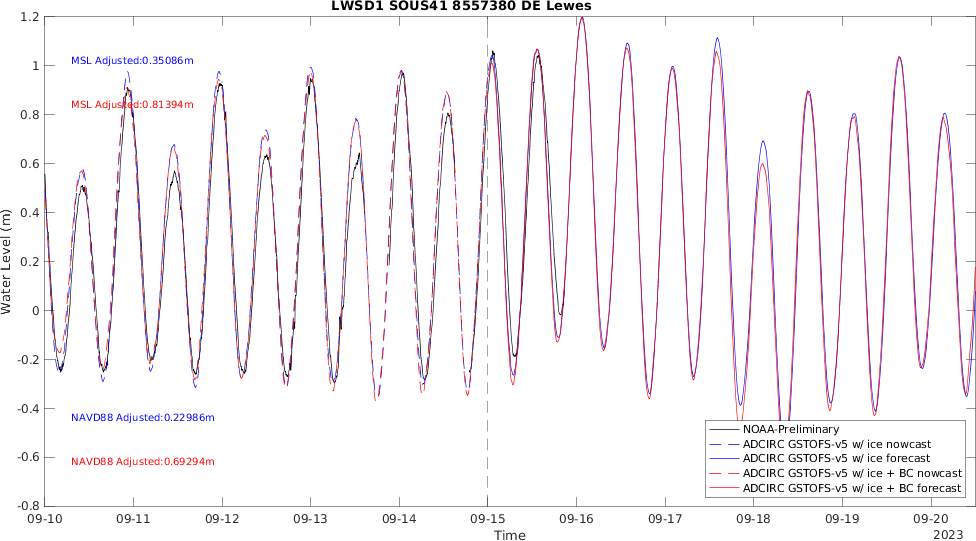 LWSD1 SOUS41 8557380 DE Lewes
1.2
1
0.8
0.6
0.4
0.2
0
-0.2
-0.4
-0.6
-0.8
Water Level (m)
MSL Adjusted:0.35086m
MSL Adjusted:0.81394m
NAVD88 Adjusted:0.22986m
NAVD88 Adjusted:0.69294m
NOAA-Preliminary
ADCIRC GSTOFS-v5 w/ ice nowcast
ADCIRC GSTOFS-v5 w/ ice forecast
ADCIRC GSTOFS-v5 w/ ice + BC nowcast
ADCIRC GSTOFS-v5 w/ ice + BC forecast
09-10 09-11 09-12 09-13 09-14 09-15 09-16 09-17 09-18 09-19 09-20
Time
2023